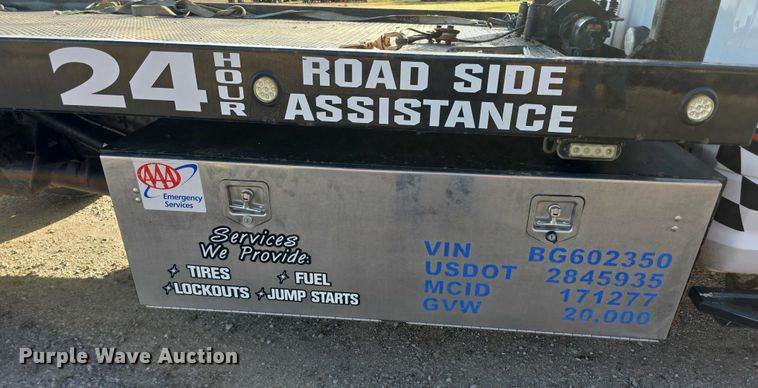 24 HOUR ROAD SIDE
ASSISTANCE
AAA
Emergency
Services
Services
We Provide:
TIRES FUEL
LOCKOUTS JUMP STARTS
VIN BG602350
USDOT 2845935
MCID 171277
GVW 20,000
Purple Wave Auction